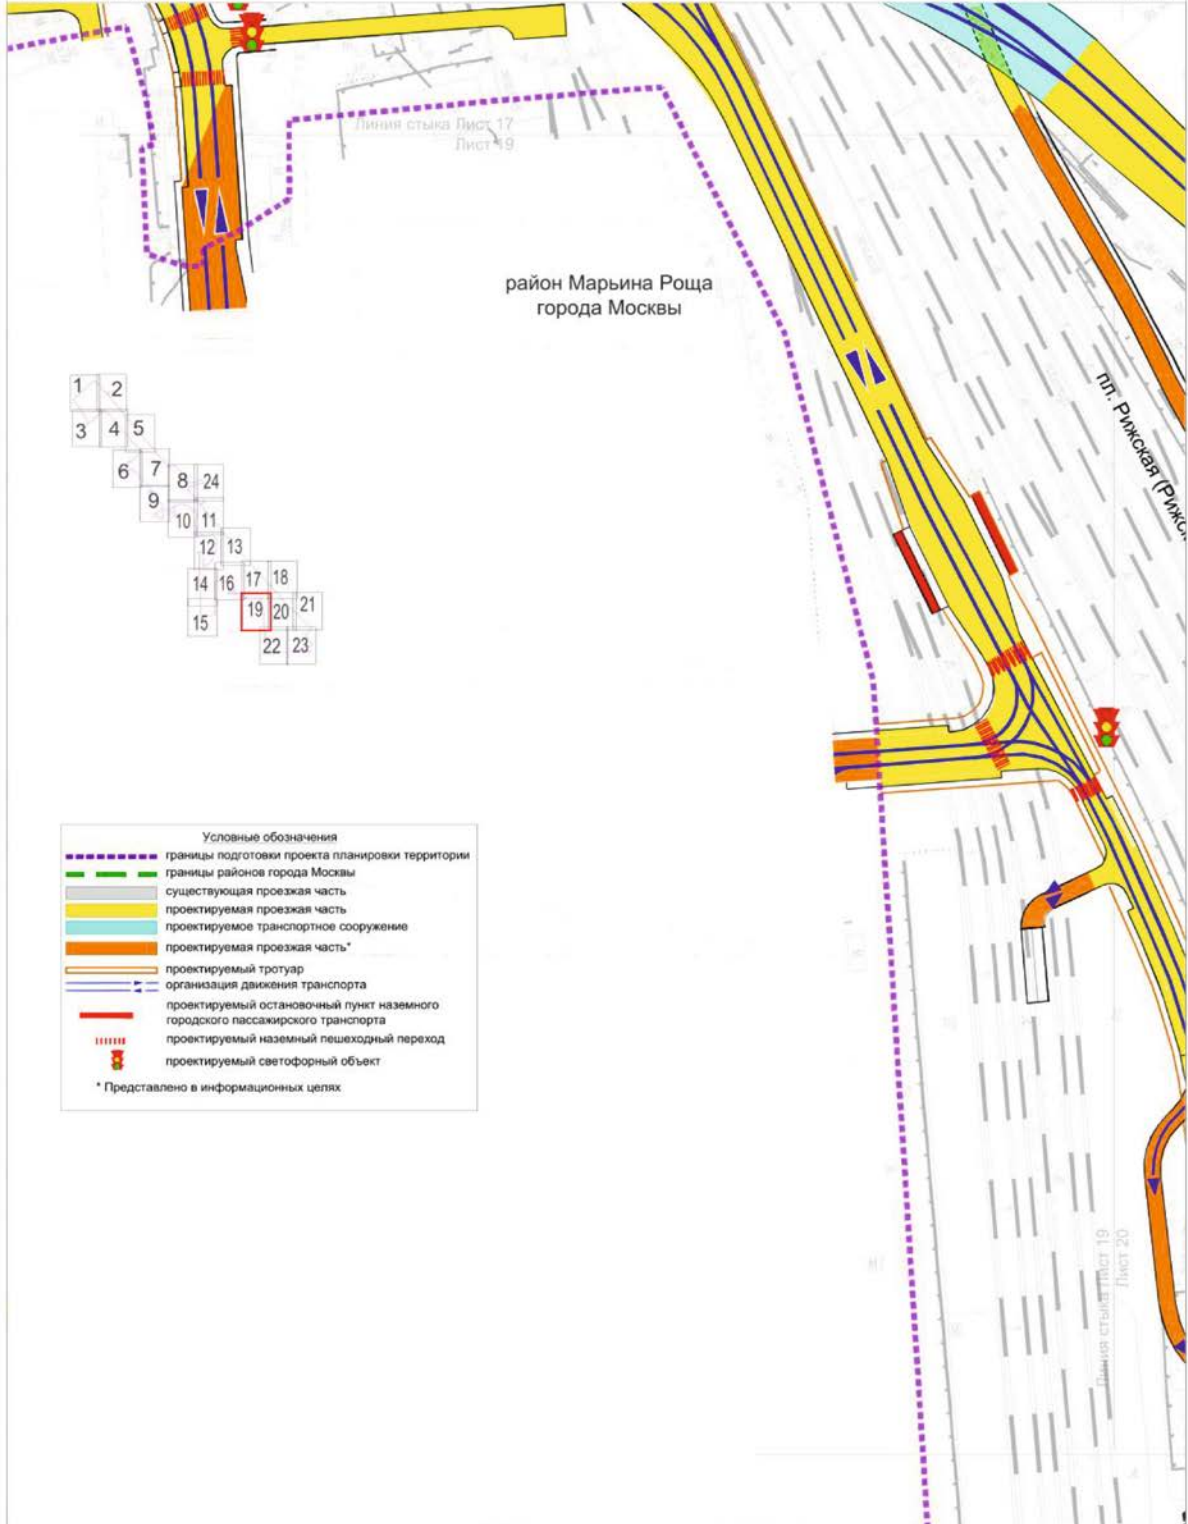 Линия стыка Лист 17
Лист 19
район Марьина Роща
города Москвы
пл. Рижская (Рижск
1
2
3
4
5
6
7
8
24
9
10
11
12
13
14
16
17
18
15
19
20
21
22
23
Условные обозначения
границы подготовки проекта планировки территории
границы районов города Москвы
существующая проезжая часть
проектируемая проезжая часть
проектируемое транспортное сооружение
проектируемая проезжая часть*
проектируемый тротуар
организация движения транспорта
проектируемый остановочный пункт наземного
городского пассажирского транспорта
проектируемый наземный пешеходный переход
проектируемый светофорный объект
* Представлено в информационных целях
Линия стыка Лист 19
Лист 20